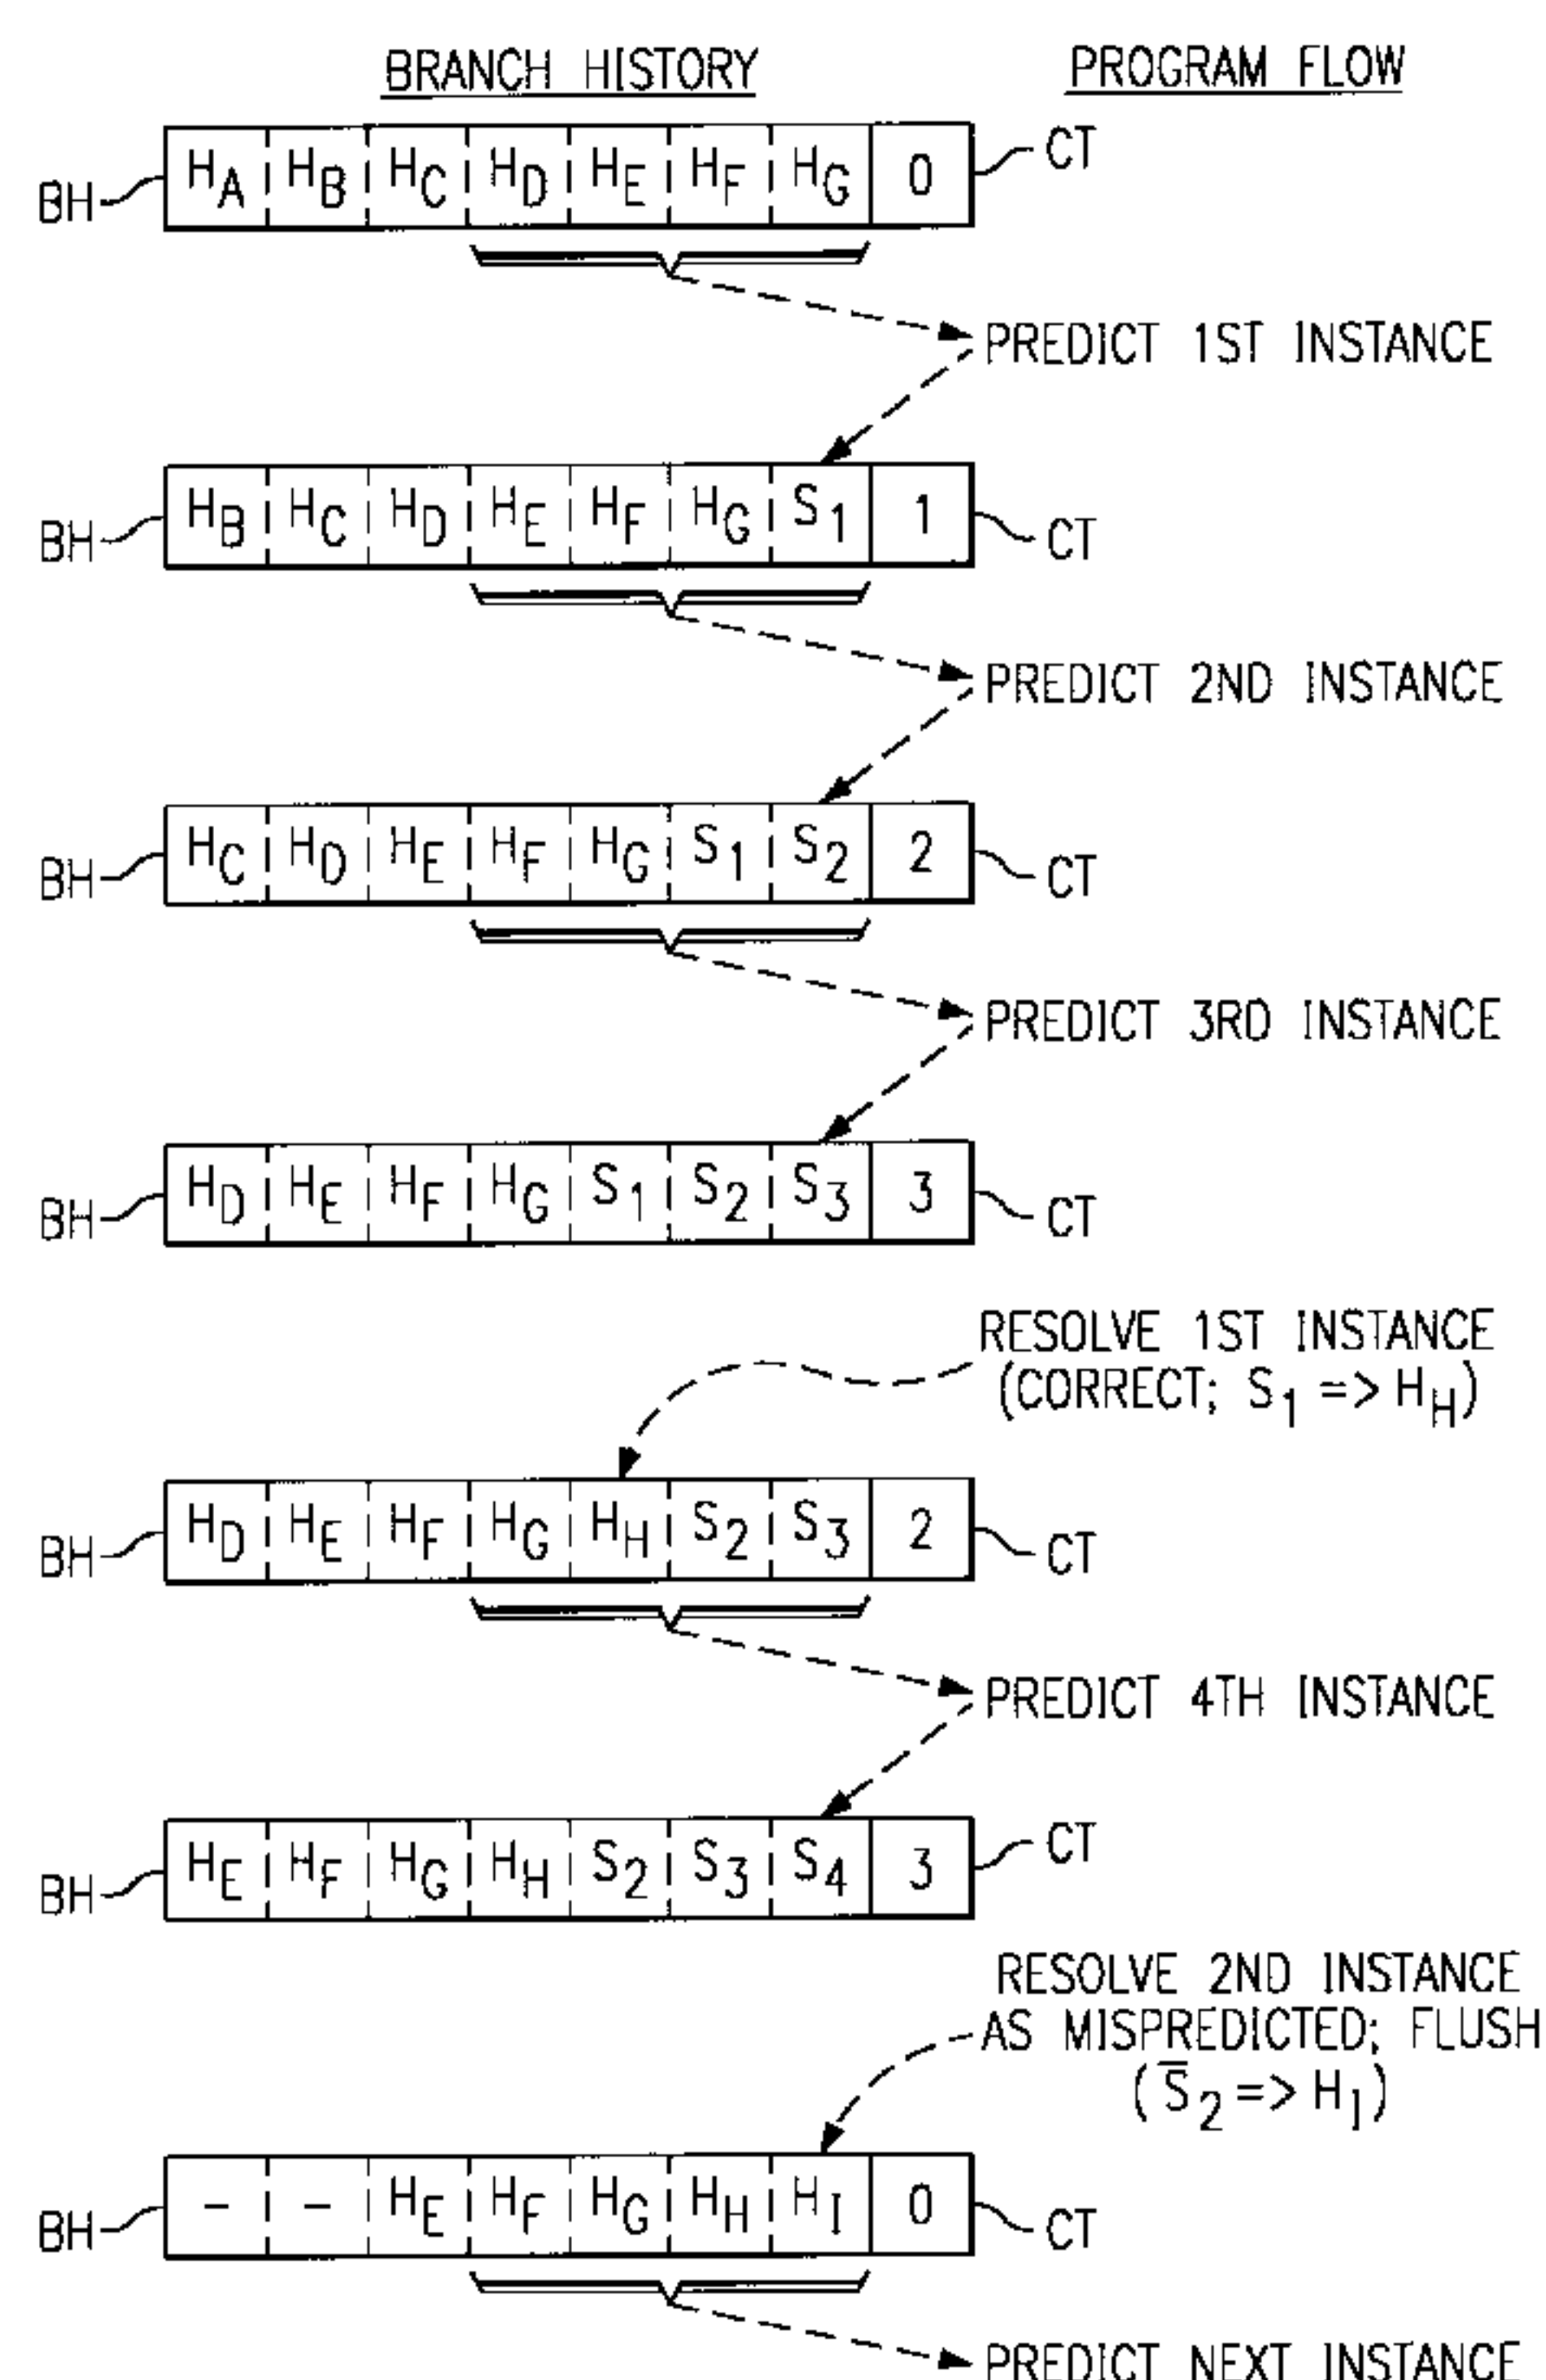 BRANCH HISTORY PROGRAM FLOW
BH H_A H_B H_C H_D H_E H_F H_G 0 CT
PREDICT 1ST INSTANCE
BH H_B H_C H_D H_E H_F H_G S_1 1 CT
PREDICT 2ND INSTANCE
BH H_C H_D H_E H_F H_G S_1 S_2 2 CT
PREDICT 3RD INSTANCE
BH H_D H_E H_F H_G S_1 S_2 S_3 3 CT
RESOLVE 1ST INSTANCE
(CORRECT; S_1 => H_H)
BH H_D H_E H_F H_G H_H S_2 S_3 2 CT
PREDICT 4TH INSTANCE
BH H_E H_F H_G H_H S_2 S_3 S_4 3 CT
RESOLVE 2ND INSTANCE
AS MISPREDICTED; FLUSH
(S̅_2 => H_I)
BH – – H_E H_F H_G H_H H_I 0 CT
PREDICT NEXT INSTANCE